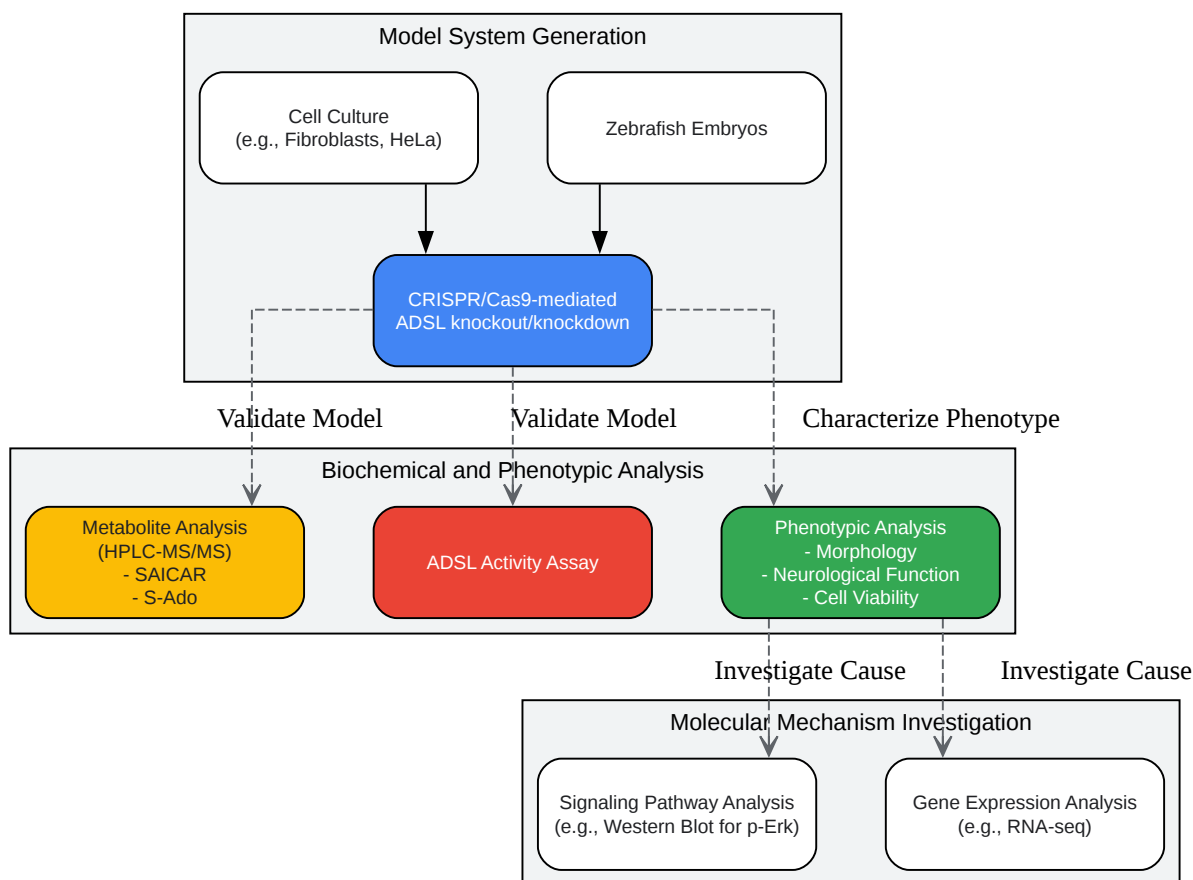 Model System Generation
Cell Culture
(e.g., Fibroblasts, HeLa)
Zebrafish Embryos
CRISPR/Cas9-mediated
ADSL knockout/knockdown
Validate Model
Validate Model
Characterize Phenotype
Biochemical and Phenotypic Analysis
Metabolite Analysis
(HPLC-MS/MS)
- SAICAR
- S-Ado
ADSL Activity Assay
Phenotypic Analysis
- Morphology
- Neurological Function
- Cell Viability
Investigate Cause
Investigate Cause
Molecular Mechanism Investigation
Signaling Pathway Analysis
(e.g., Western Blot for p-Erk)
Gene Expression Analysis
(e.g., RNA-seq)